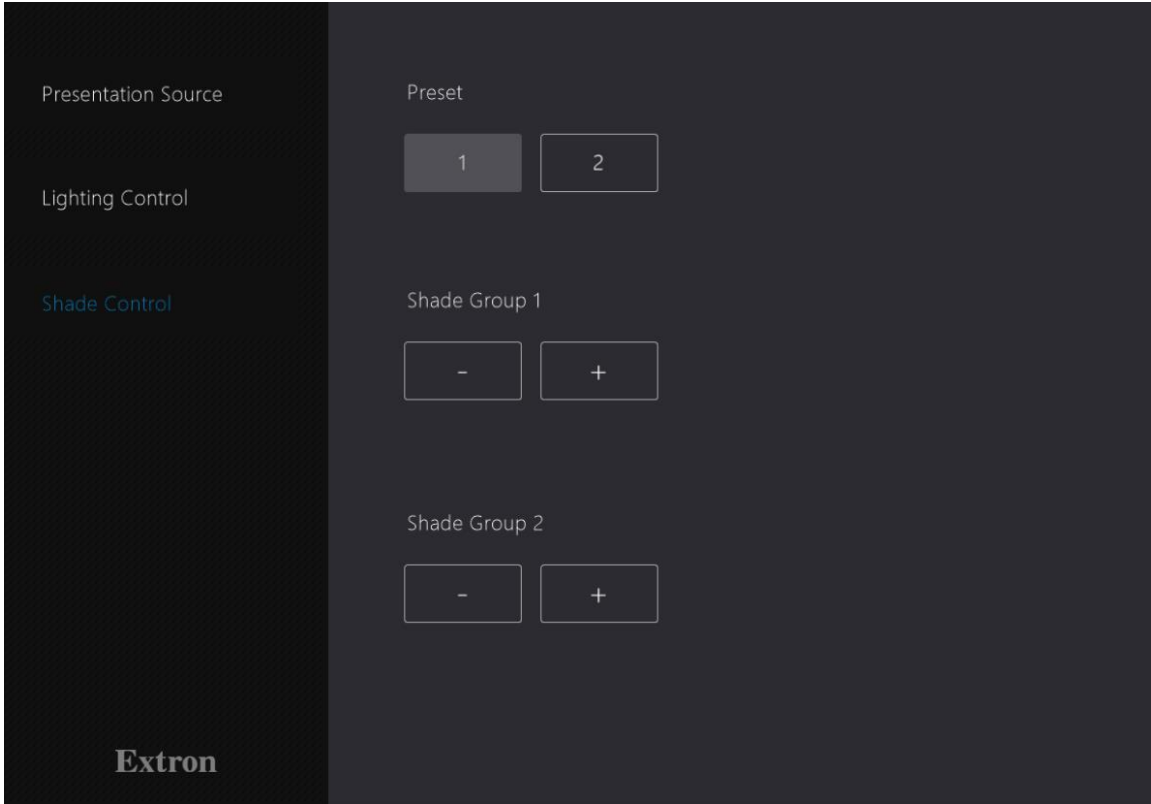 Presentation Source
Lighting Control
Shade Control
Extron
Preset
1 2
Shade Group 1
- +
Shade Group 2
- +